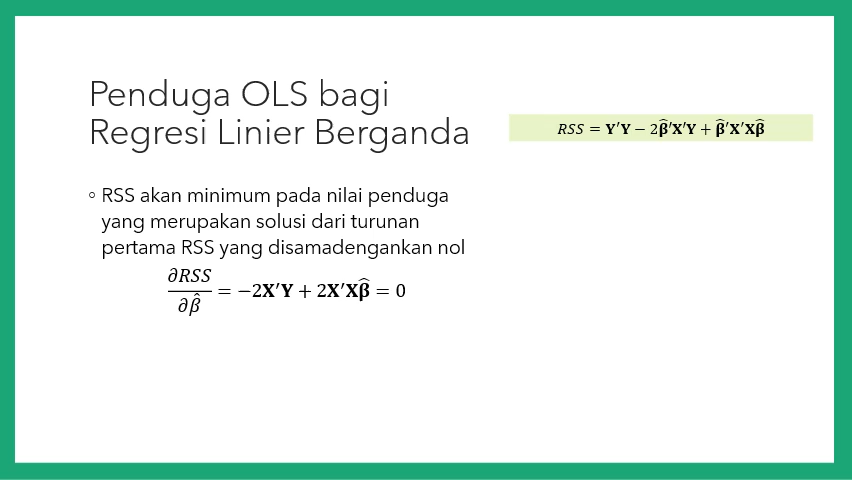 Penduga OLS bagi
Regresi Linier Berganda
RSS = Y′Y − 2β̂′X′Y + β̂′X′Xβ̂
◦ RSS akan minimum pada nilai penduga
yang merupakan solusi dari turunan
pertama RSS yang disamadengankan nol
∂RSS/∂β̂ = −2X′Y + 2X′Xβ̂ = 0